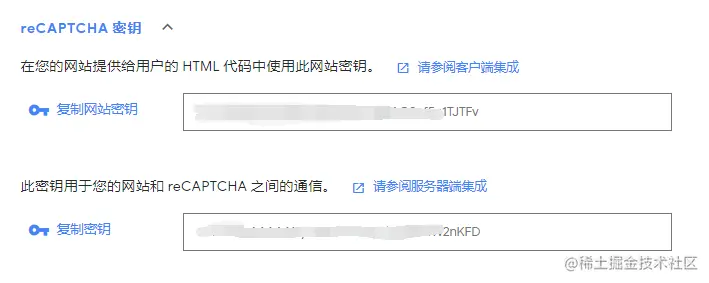 reCAPTCHA 密钥
在您的网站提供给用户的 HTML 代码中使用此网站密钥。 请参阅客户端集成
复制网站密钥 1TJTFv
此密钥用于您的网站和 reCAPTCHA 之间的通信。 请参阅服务器端集成
复制密钥 2nKFD
@稀土掘金技术社区